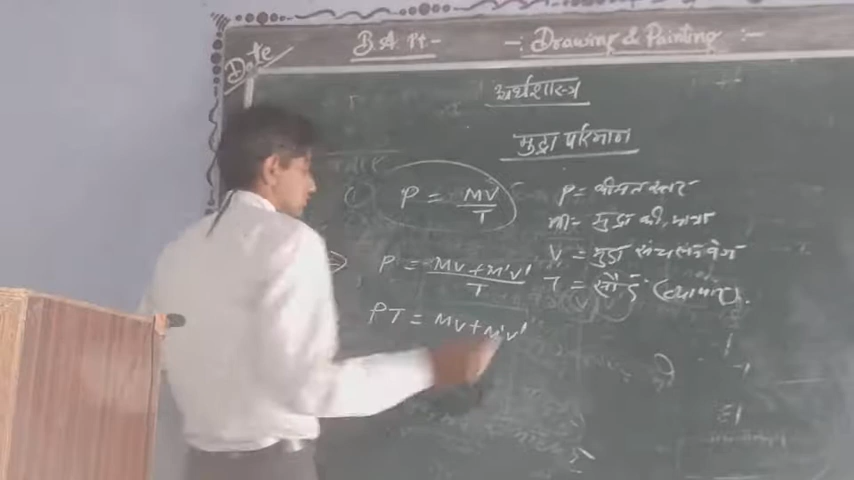 Date
B.A. Pt- -: Drawing & Painting :-
अर्थशास्त्र
मुद्रा परिमाण
P = MV/T
P = कीमत स्तर
M = मुद्रा की मात्रा
P = MV+M'V'/T
V = मुद्रा संचलन वेग
T = सौदे (व्यापार)
PT = MV+M'V'